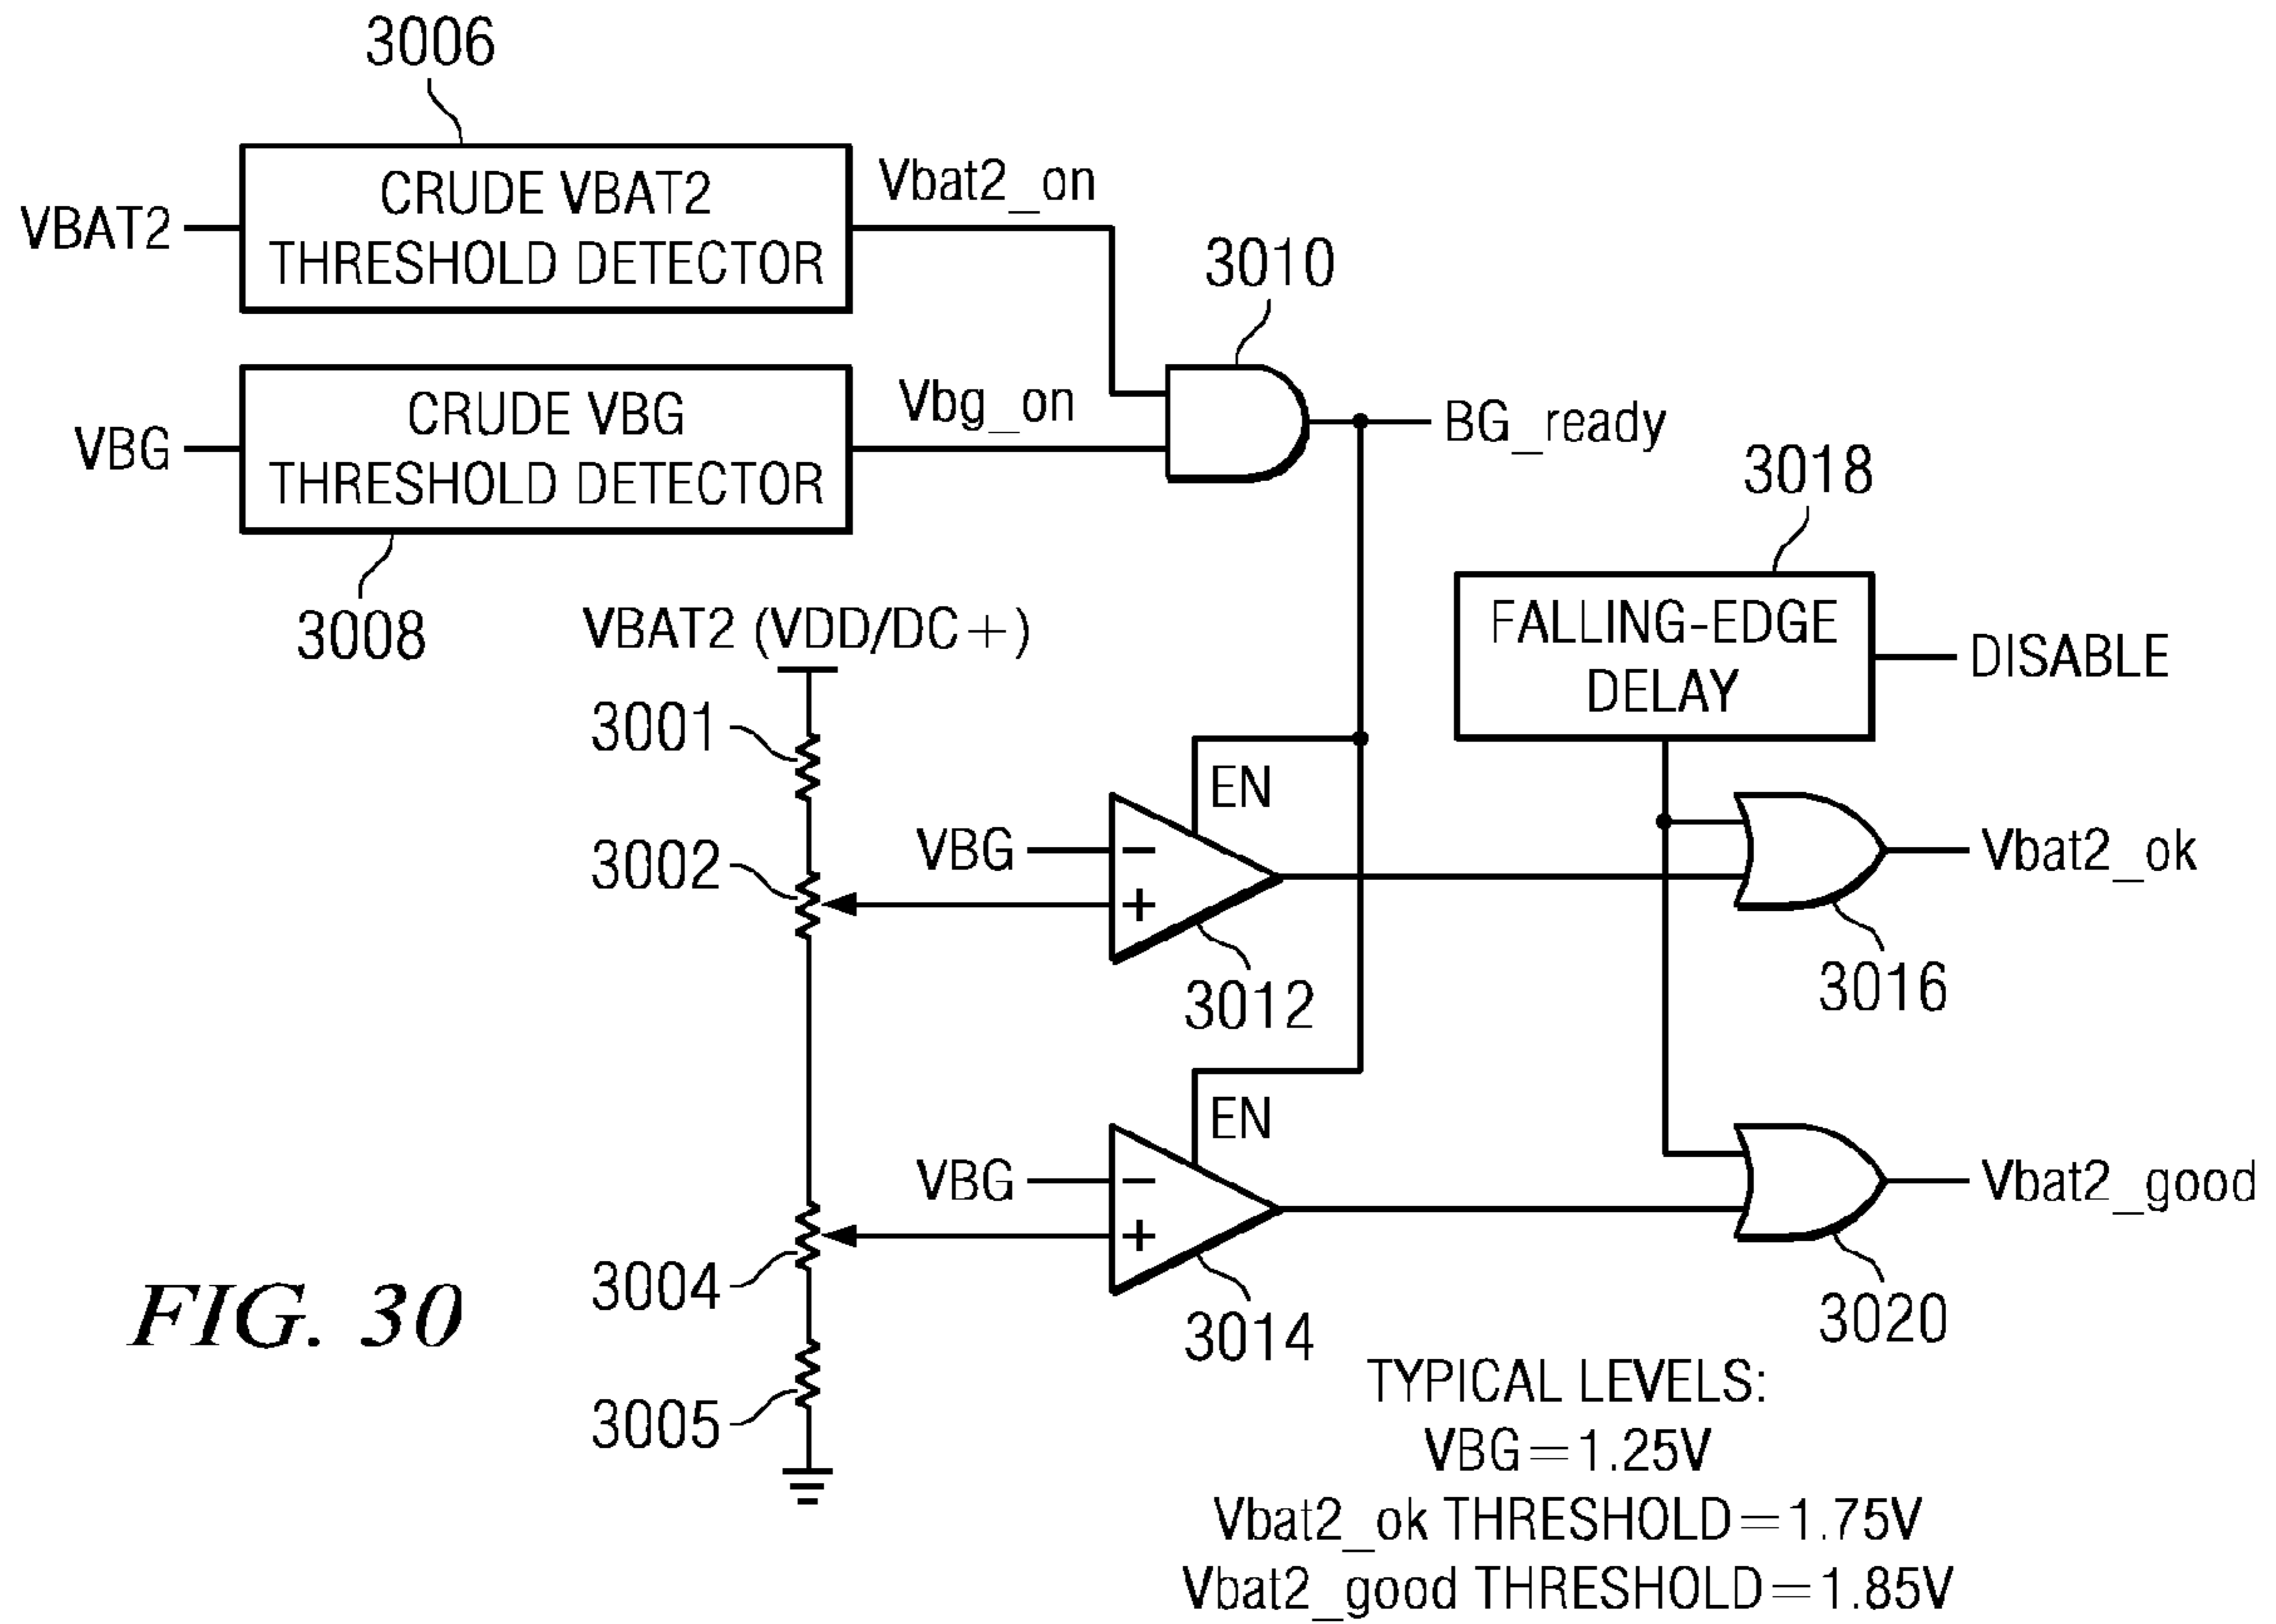 3006
CRUDE VBAT2
THRESHOLD DETECTOR
VBAT2
Vbat2_on
3010
CRUDE VBG
THRESHOLD DETECTOR
VBG
Vbg_on
BG_ready
3008
3018
FALLING-EDGE
DELAY
DISABLE
VBAT2 (VDD/DC+)
3001
EN
VBG
−
+
3002
3012
Vbat2_ok
3016
EN
VBG
−
+
3004
3014
Vbat2_good
3020
3005
FIG. 30
TYPICAL LEVELS:
VBG=1.25V
Vbat2_ok THRESHOLD=1.75V
Vbat2_good THRESHOLD=1.85V